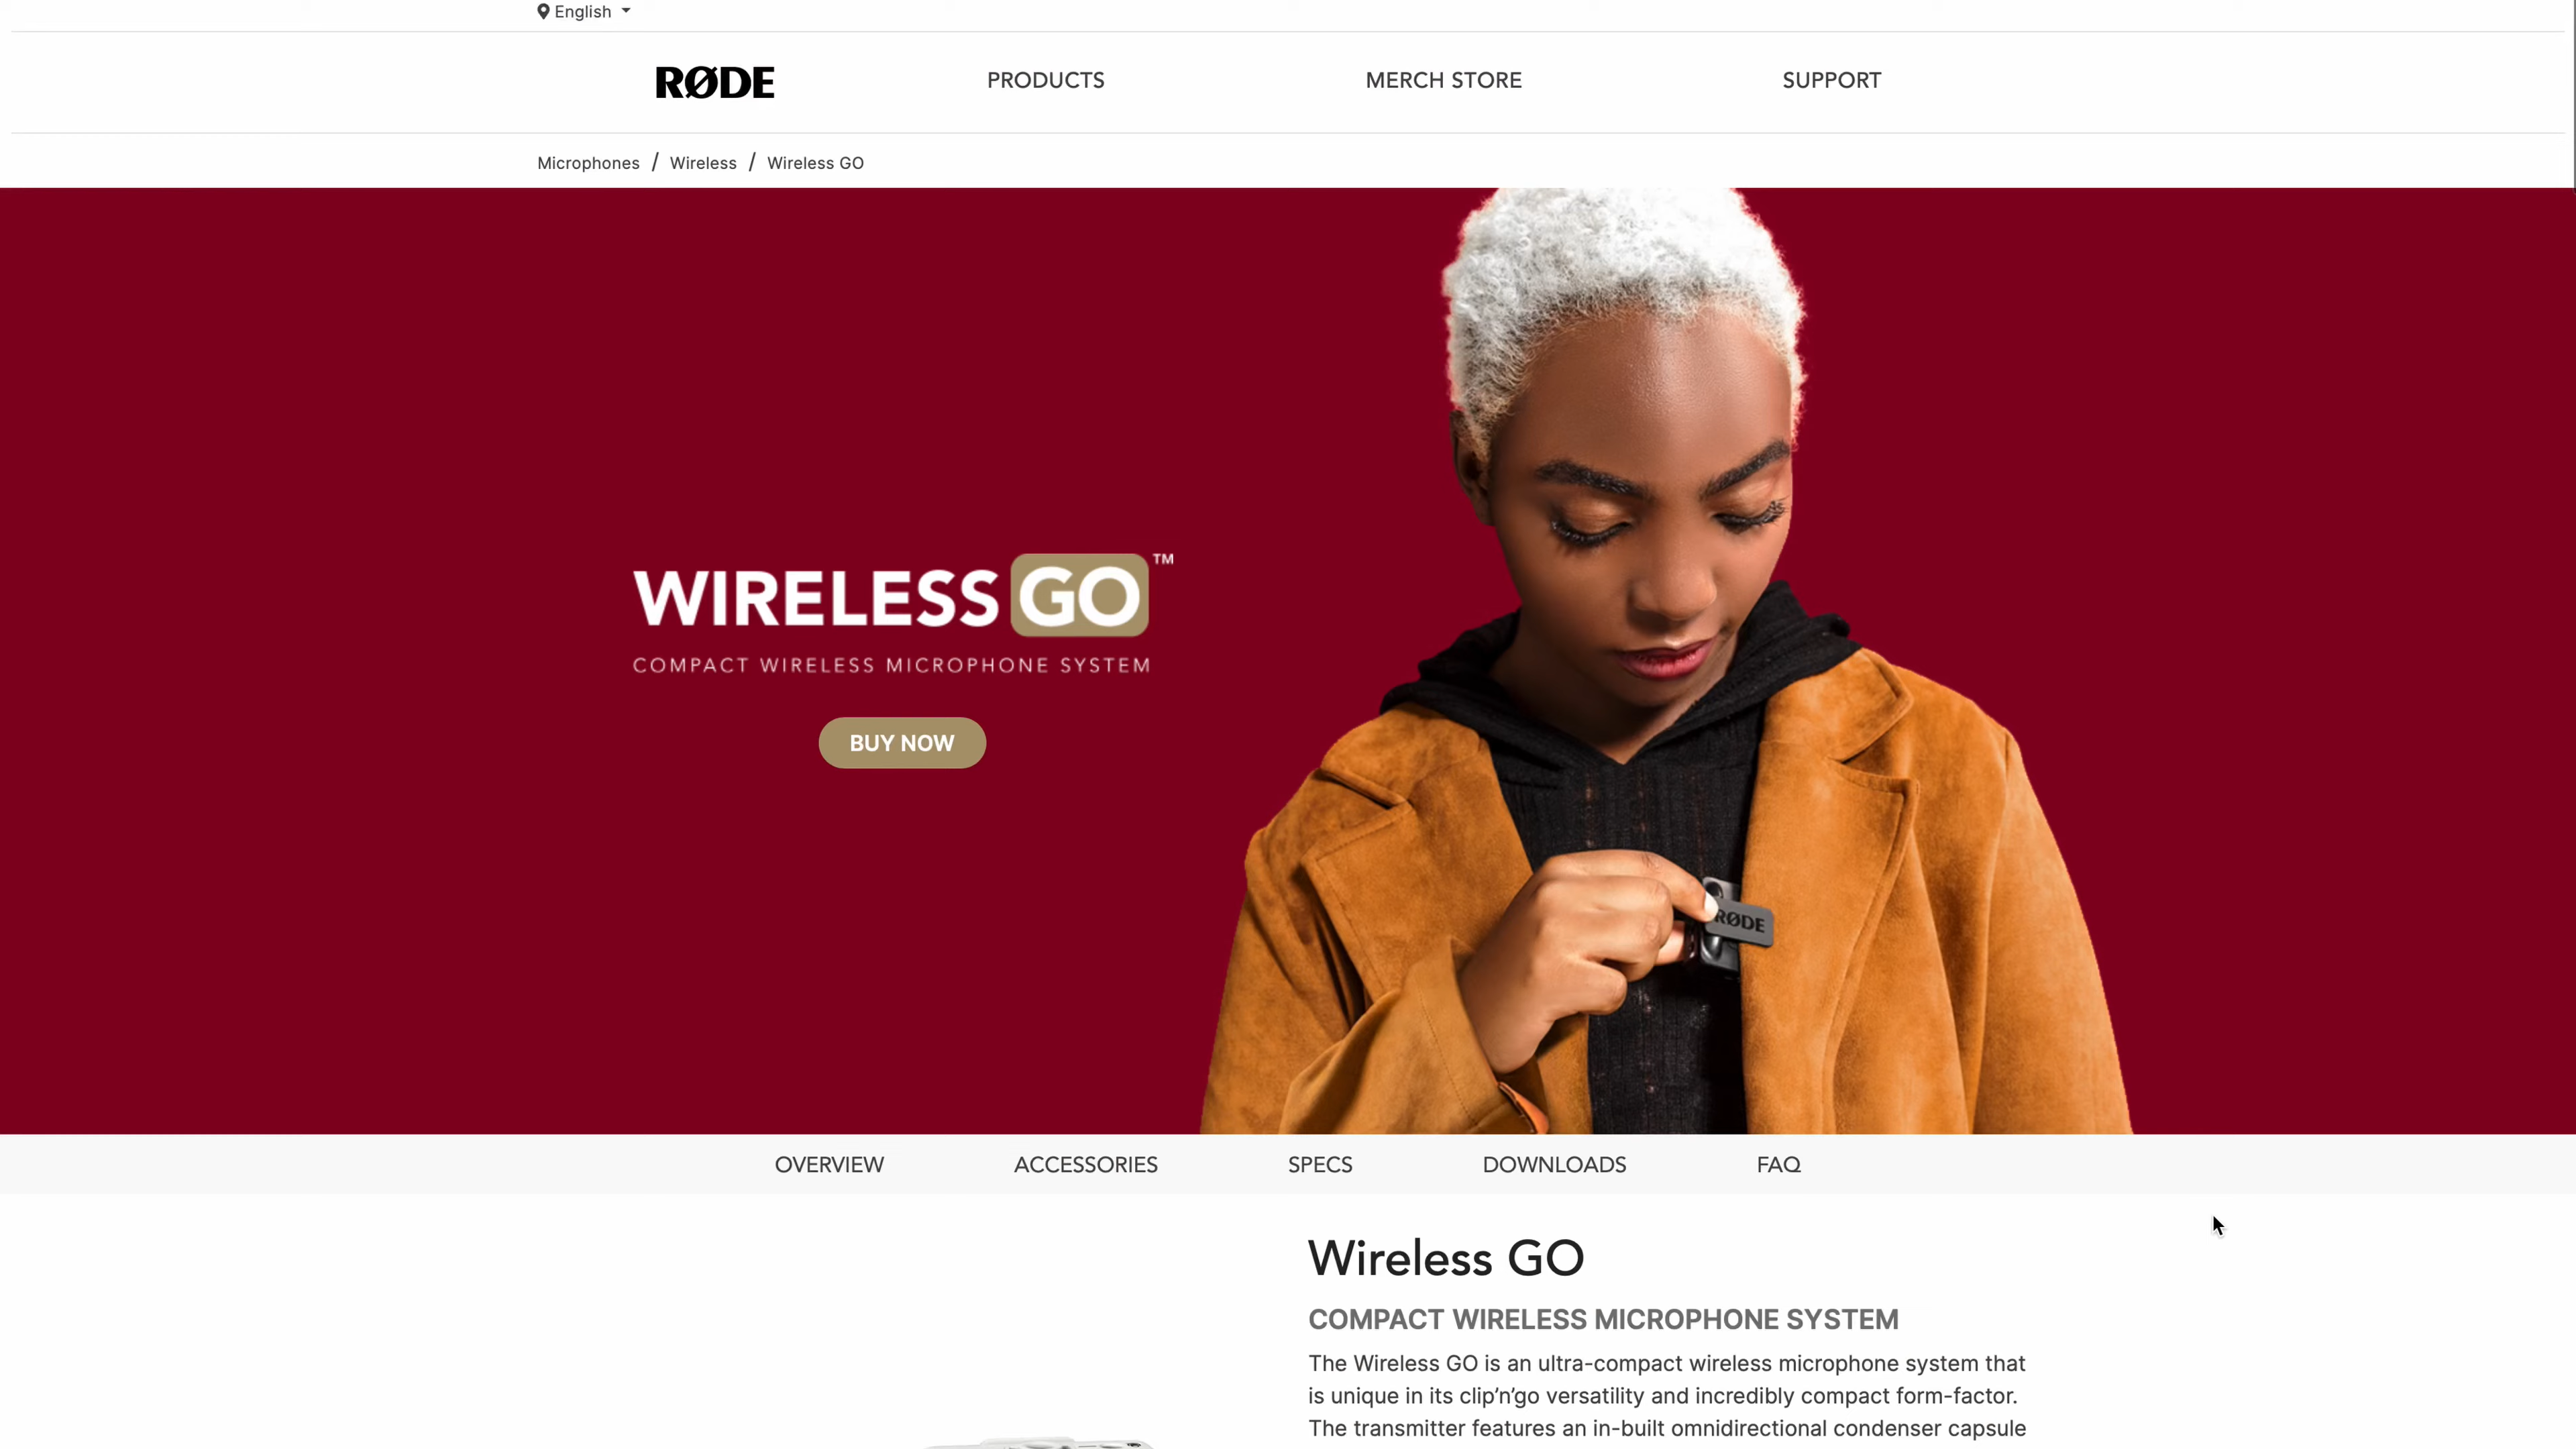 English
RØDE
PRODUCTS
MERCH STORE
SUPPORT
Microphones / Wireless / Wireless GO
WIRELESS GO™
COMPACT WIRELESS MICROPHONE SYSTEM
BUY NOW
RØDE
OVERVIEW
ACCESSORIES
SPECS
DOWNLOADS
FAQ
Wireless GO
COMPACT WIRELESS MICROPHONE SYSTEM
The Wireless GO is an ultra-compact wireless microphone system that
is unique in its clip’n’go versatility and incredibly compact form-factor.
The transmitter features an in-built omnidirectional condenser capsule